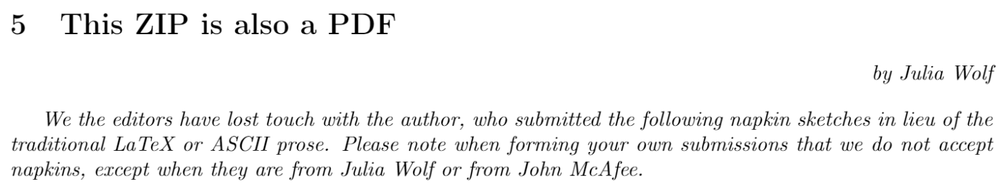 5 This ZIP is also a PDF
by Julia Wolf
We the editors have lost touch with the author, who submitted the following napkin sketches in lieu of the
traditional LaTeX or ASCII prose. Please note when forming your own submissions that we do not accept
napkins, except when they are from Julia Wolf or from John McAfee.